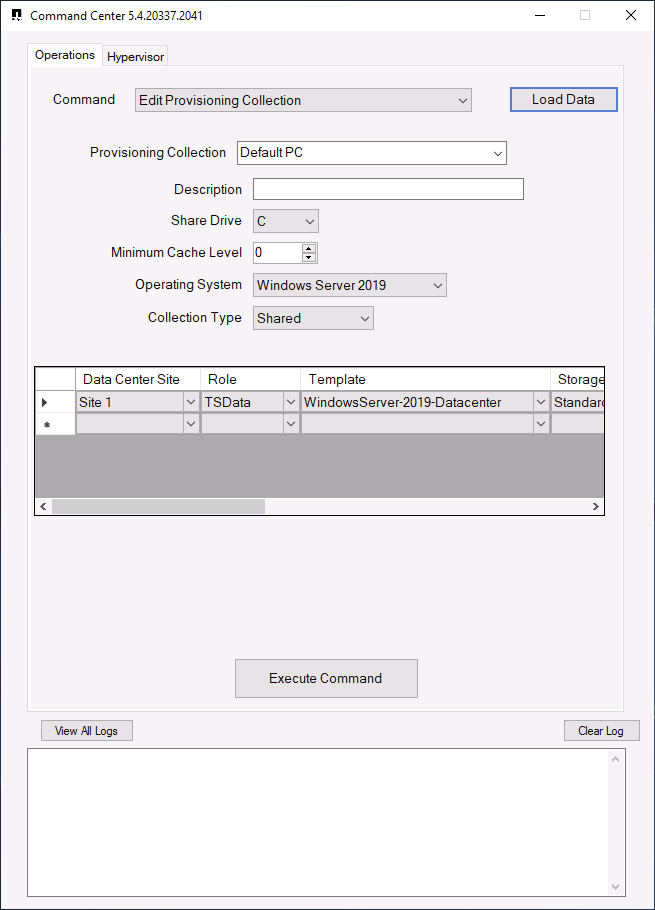 Command Center 5.4.20337.2041
Operations Hypervisor
Command Edit Provisioning Collection Load Data
Provisioning Collection Default PC
Description
Share Drive C
Minimum Cache Level 0
Operating System Windows Server 2019
Collection Type Shared
Data Center Site Role Template Storage
Site 1 TSData WindowsServer-2019-Datacenter Standard
Execute Command
View All Logs Clear Log